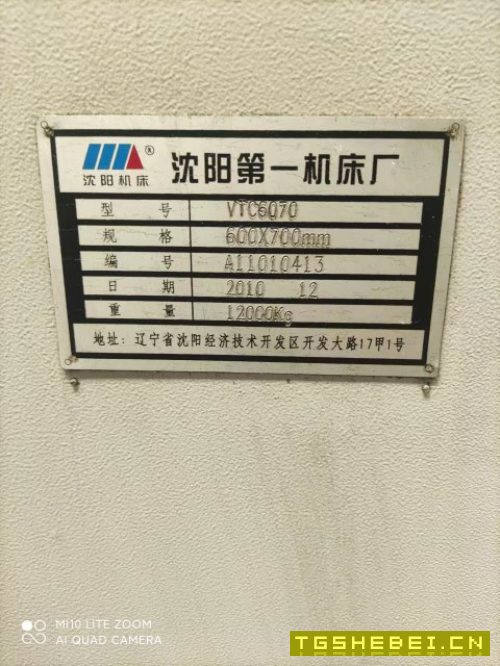 沈阳机床
®
沈阳第一机床厂
型 号 VTC6070
规 格 600X700mm
编 号 A11010413
日 期 2010 12
重 量 12000Kg
地址：辽宁省沈阳经济技术开发区开发大路17甲1号
MI10 LITE ZOOM
AI QUAD CAMERA
TGSHEBEI.CN